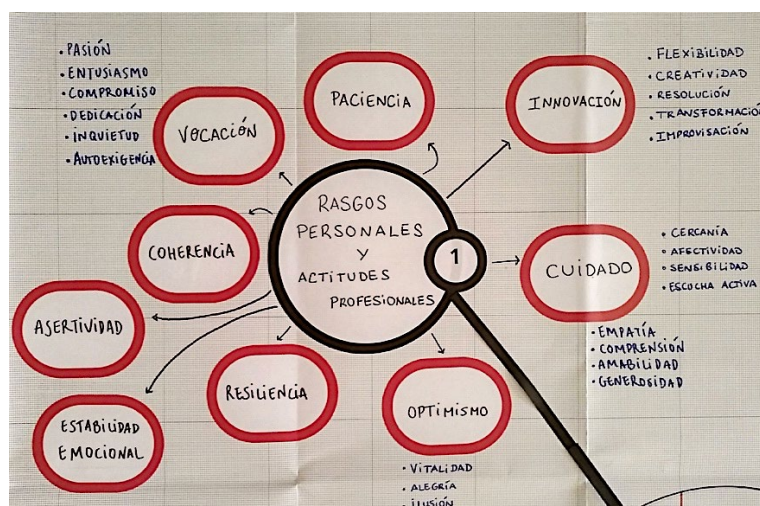 · PASIÓN
· ENTUSIASMO
· COMPROMISO
· DEDICACIÓN
· INQUIETUD
· AUTOEXIGENCIA
VOCACIÓN
PACIENCIA
INNOVACIÓN
· FLEXIBILIDAD
· CREATIVIDAD
· RESOLUCIÓN
· TRANSFORMACIÓN
· IMPROVISACIÓN
RASGOS
PERSONALES
Y
ACTITUDES
PROFESIONALES
1
COHERENCIA
CUIDADO
· CERCANÍA
· AFECTIVIDAD
· SENSIBILIDAD
· ESCUCHA ACTIVA
· EMPATÍA
· COMPRENSIÓN
· AMABILIDAD
· GENEROSIDAD
ASERTIVIDAD
RESILIENCIA
OPTIMISMO
· VITALIDAD
· ALEGRÍA
· ILUSIÓN
ESTABILIDAD
EMOCIONAL